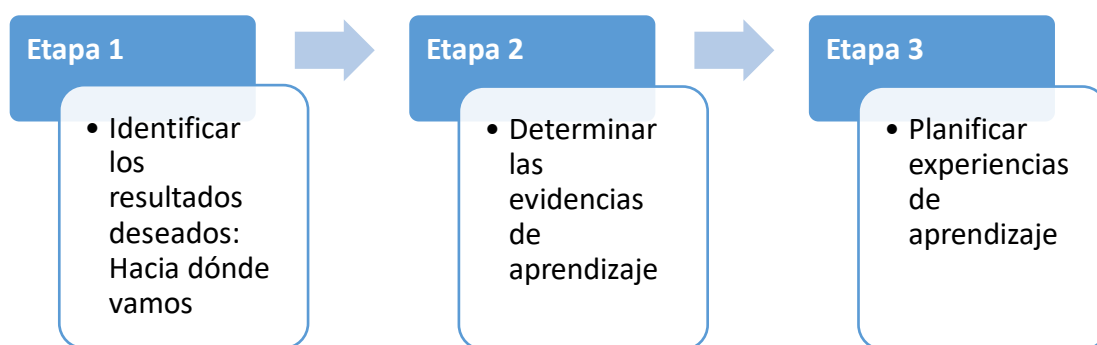 Etapa 1
• Identificar
los
resultados
deseados:
Hacia dónde
vamos
Etapa 2
• Determinar
las
evidencias
de
aprendizaje
Etapa 3
• Planificar
experiencias
de
aprendizaje